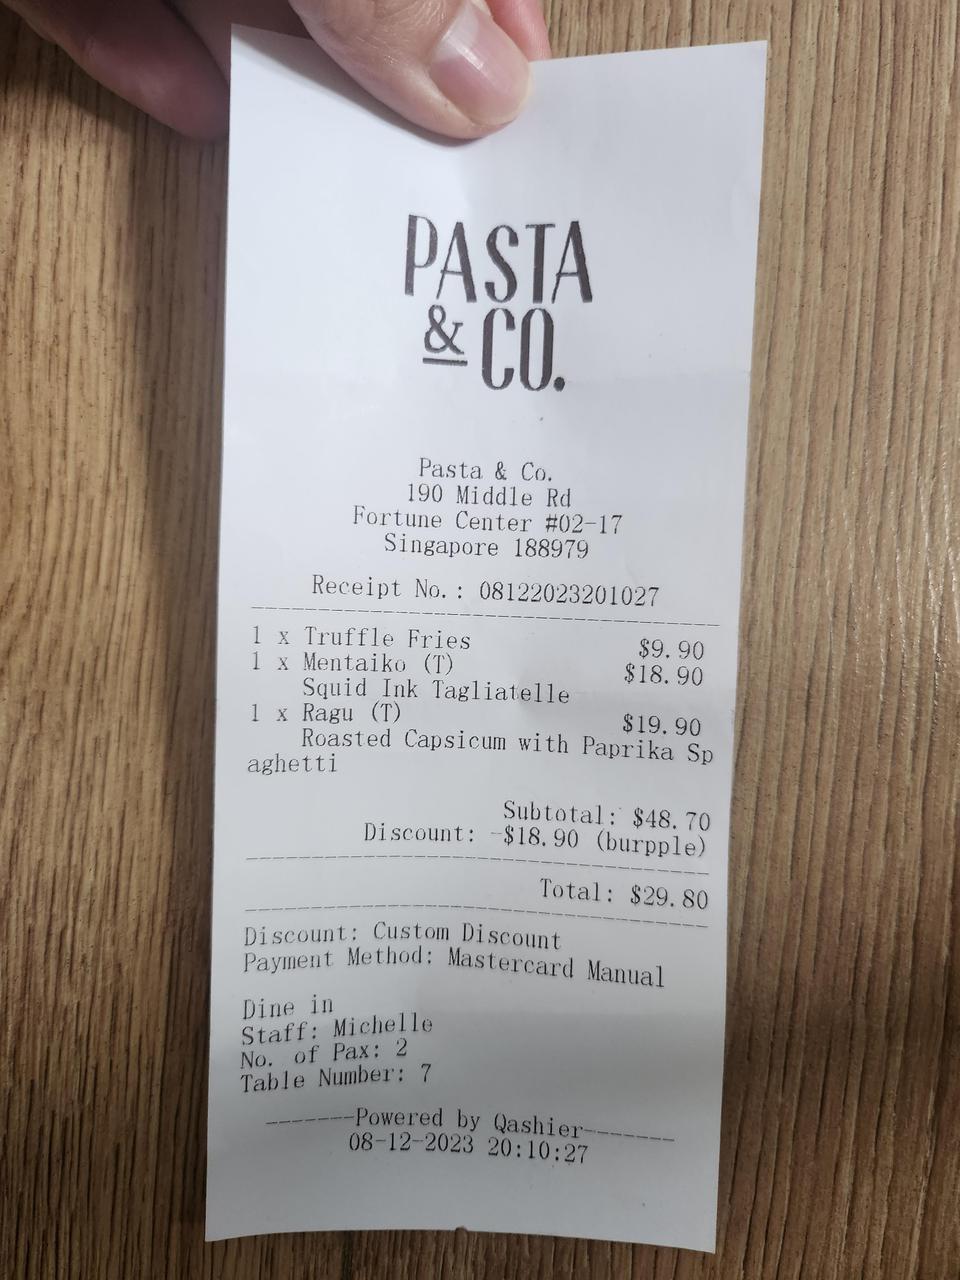 PASTA
& CO.
Pasta & Co.
190 Middle Rd
Fortune Center #02-17
Singapore 188979
Receipt No.: 08122023201027
1 x Truffle Fries $9.90
1 x Mentaiko (T) $18.90
Squid Ink Tagliatelle
1 x Ragu (T) $19.90
Roasted Capsicum with Paprika Sp
aghetti
Subtotal: $48.70
Discount: -$18.90 (burpple)
Total: $29.80
Discount: Custom Discount
Payment Method: Mastercard Manual
Dine in
Staff: Michelle
No. of Pax: 2
Table Number: 7
-------Powered by Qashier-------
08-12-2023 20:10:27